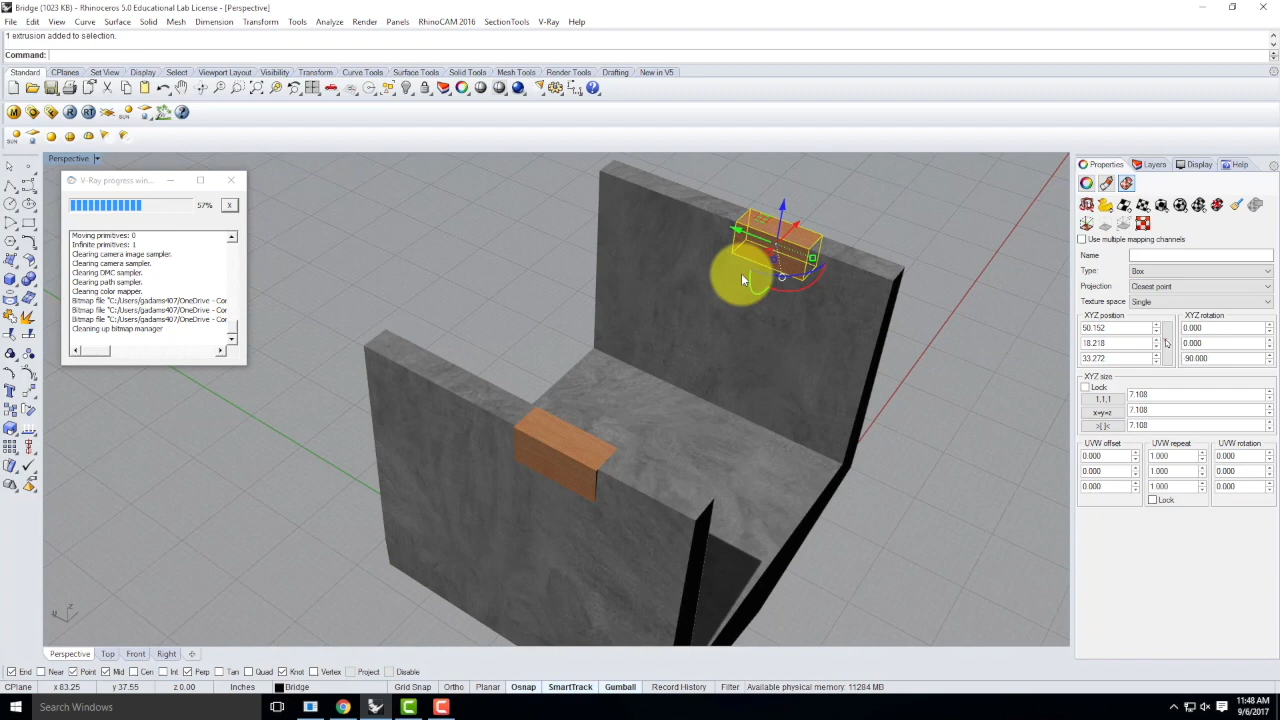 Bridge (1023 KB) - Rhinoceros 5.0 Educational Lab License - [Perspective]
File Edit View Curve Surface Solid Mesh Dimension Transform Tools Analyze Render Panels RhinoCAM 2016 SectionTools V-Ray Help
1 extrusion added to selection.
Command:
Standard CPlanes Set View Display Select Viewport Layout Visibility Transform Curve Tools Surface Tools Solid Tools Mesh Tools Render Tools Drafting New in V5
M R RT SUN
SUN
Perspective
Properties Layers Display Help
V-Ray progress win...
57% x
Moving primitives: 0
Infinite primitives: 1
Clearing camera image sampler.
Clearing camera sampler.
Clearing DMC sampler.
Clearing path sampler.
Clearing color mapper.
Bitmap file "C:/Users/gadams407/OneDrive - Cor
Bitmap file "C:/Users/gadams407/OneDrive - Cor
Bitmap file "C:/Users/gadams407/OneDrive - Cor
Cleaning up bitmap manager
Use multiple mapping channels
Name
Type: Box
Projection Closest point
Texture space Single
XYZ position XYZ rotation
50.152 0.000
18.218 0.000
33.272 -90.000
XYZ size
Lock
1,1,1 7.108
x=y=z 7.108
>[ ]< 7.108
UVW offset UVW repeat UVW rotation
0.000 1.000 0.000
0.000 1.000 0.000
0.000 1.000 0.000
Lock
z
Perspective Top Front Right
End Near Point Mid Cen Int Perp Tan Quad Knot Vertex Project Disable
CPlane x 83.25 y 37.55 z 0.00 Inches Bridge Grid Snap Ortho Planar Osnap SmartTrack Gumball Record History Filter Available physical memory: 11284 MB
Search Windows
11:48 AM
9/6/2017